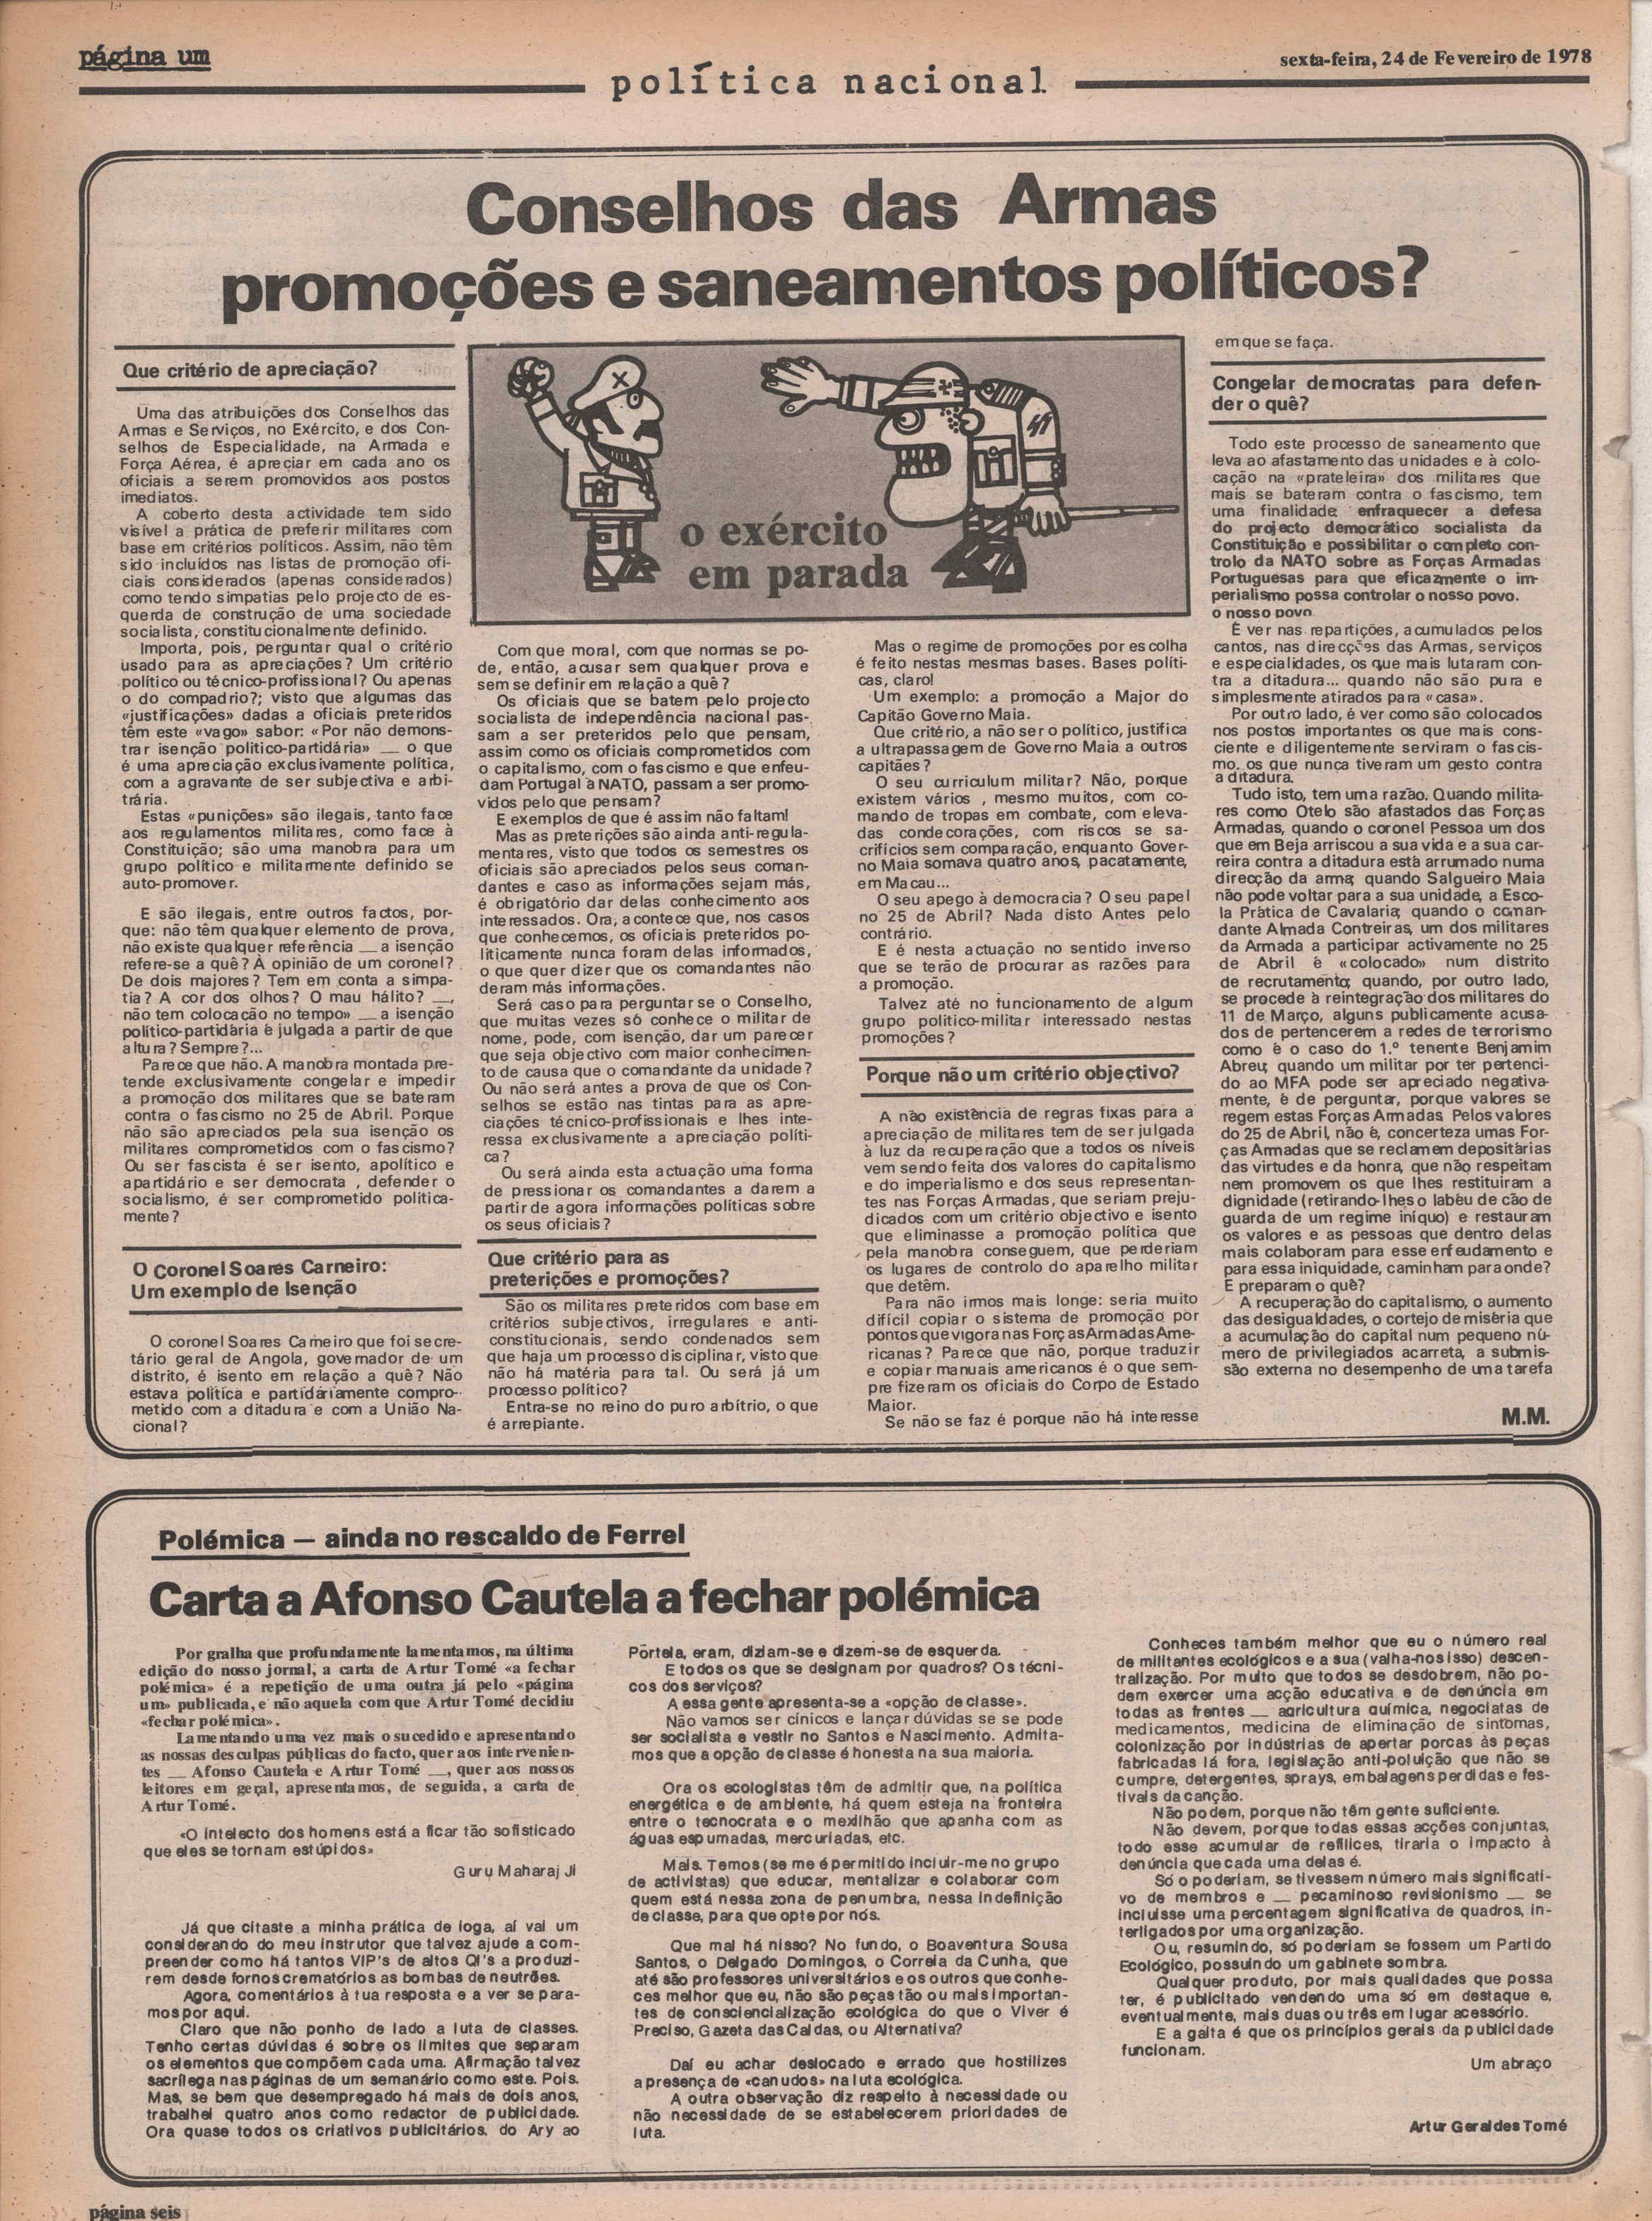 página um
sexta-feira, 24 de Fevereiro de 1978
política nacional
Conselhos das Armas
promoções e saneamentos políticos?
Que critério de apreciação?
Uma das atribuições dos Conselhos das
Armas e Serviços, no Exército, e dos Con-
selhos de Especialidade, na Armada e
Força Aérea, é apreciar em cada ano os
oficiais a serem promovidos aos postos
imediatos.
A coberto desta actividade tem sido
visível a prática de preferir militares com
base em critérios políticos. Assim, não têm
sido incluídos nas listas de promoção ofi-
ciais considerados (apenas considerados)
como tendo simpatias pelo projecto de es-
querda de construção de uma sociedade
socialista, constitucionalmente definido.
Importa, pois, perguntar qual o critério
usado para as apreciações? Um critério
político ou técnico-profissional? Ou apenas
o do compadrio?; visto que algumas das
«justificações» dadas a oficiais preteridos
têm este «vago» sabor: «Por não demons-
trar isenção politico-partidária» — o que
é uma apreciação exclusivamente política,
com a agravante de ser subjectiva e arbi-
trária.
Estas «punições» são ilegais, tanto face
aos regulamentos militares, como face à
Constituição; são uma manobra para um
grupo político e militarmente definido se
auto-promover.
E são ilegais, entre outros factos, por-
que: não têm qualquer elemento de prova,
não existe qualquer referência — a isenção
refere-se a quê? À opinião de um coronel?
De dois majores? Tem em conta a simpa-
tia? A cor dos olhos? O mau hálito? —,
não tem colocação no tempo» — a isenção
político-partidária é julgada a partir de que
altura? Sempre?...
Parece que não. A manobra montada pre-
tende exclusivamente congelar e impedir
a promoção dos militares que se bateram
contra o fascismo no 25 de Abril. Porque
não são apreciados pela sua isenção os
militares comprometidos com o fascismo?
Ou ser fascista é ser isento, apolítico e
apartidário e ser democrata , defender o
socialismo, é ser comprometido politica-
mente?
O Coronel Soares Carneiro:
Um exemplo de Isenção
O coronel Soares Carneiro que foi secre-
tário geral de Angola, governador de um
distrito, é isento em relação a quê? Não
estava política e partidáriamente compro-
metido com a ditadura e com a União Na-
cional?
o exército
em parada
Com que moral, com que normas se po-
de, então, acusar sem qualquer prova e
sem se definir em relação a quê?
Os oficiais que se batem pelo projecto
socialista de independência nacional pas-
sam a ser preteridos pelo que pensam,
assim como os oficiais comprometidos com
o capitalismo, com o fascismo e que enfeu-
dam Portugal à NATO, passam a ser promo-
vidos pelo que pensam?
E exemplos de que é assim não faltam!
Mas as preterições são ainda anti-regula-
mentares, visto que todos os semestres os
oficiais são apreciados pelos seus coman-
dantes e caso as informações sejam más,
é obrigatório dar delas conhecimento aos
interessados. Ora, acontece que, nos casos
que conhecemos, os oficiais preteridos po-
liticamente nunca foram delas informados,
o que quer dizer que os comandantes não
deram más informações.
Será caso para perguntar se o Conselho,
que muitas vezes só conhece o militar de
nome, pode, com isenção, dar um parecer
que seja objectivo com maior conhecimen-
to de causa que o comandante da unidade?
Ou não será antes a prova de que os Con-
selhos se estão nas tintas para as apre-
ciações técnico-profissionais e lhes inte-
ressa exclusivamente a apreciação políti-
ca?
Ou será ainda esta actuação uma forma
de pressionar os comandantes a darem a
partir de agora informações políticas sobre
os seus oficiais?
Que critério para as
preterições e promoções?
São os militares preteridos com base em
critérios subjectivos, irregulares e anti-
constitucionais, sendo condenados sem
que haja um processo disciplinar, visto que
não há matéria para tal. Ou será já um
processo político?
Entra-se no reino do puro arbítrio, o que
é arrepiante.
Mas o regime de promoções por escolha
é feito nestas mesmas bases. Bases políti-
cas, claro!
Um exemplo: a promoção a Major do
Capitão Governo Maia.
Que critério, a não ser o político, justifica
a ultrapassagem de Governo Maia a outros
capitães?
O seu curriculum militar? Não, porque
existem vários , mesmo muitos, com co-
mando de tropas em combate, com eleva-
das condecorações, com riscos se sa-
crifícios sem comparação, enquanto Gover-
no Maia somava quatro anos, pacatamente,
em Macau...
O seu apego à democracia? O seu papel
no 25 de Abril? Nada disto Antes pelo
contrário.
E é nesta actuação no sentido inverso
que se terão de procurar as razões para
a promoção.
Talvez até no funcionamento de algum
grupo politico-militar interessado nestas
promoções?
Porque não um critério objectivo?
A não existência de regras fixas para a
apreciação de militares tem de ser julgada
à luz da recuperação que a todos os níveis
vem sendo feita dos valores do capitalismo
e do imperialismo e dos seus representan-
tes nas Forças Armadas, que seriam preju-
dicados com um critério objectivo e isento
que eliminasse a promoção política que
pela manobra conseguem, que perderiam
os lugares de controlo do aparelho militar
que detêm.
Para não irmos mais longe: seria muito
difícil copiar o sistema de promoção por
pontos que vigora nas Forças Armadas Ame-
ricanas? Parece que não, porque traduzir
e copiar manuais americanos é o que sem-
pre fizeram os oficiais do Corpo de Estado
Maior.
Se não se faz é porque não há interesse
em que se faça.
Congelar democratas para defen-
der o quê?
Todo este processo de saneamento que
leva ao afastamento das unidades e à colo-
cação na «prateleira» dos militares que
mais se bateram contra o fascismo, tem
uma finalidade: enfraquecer a defesa
do projecto democrático socialista da
Constituição e possibilitar o completo con-
trolo da NATO sobre as Forças Armadas
Portuguesas para que eficazmente o im-
perialismo possa controlar o nosso povo.
o nosso povo
É ver nas repartições, acumulados pelos
cantos, nas direcções das Armas, serviços
e especialidades, os que mais lutaram con-
tra a ditadura... quando não são pura e
simplesmente atirados para «casa».
Por outro lado, é ver como são colocados
nos postos importantes os que mais cons-
ciente e diligentemente serviram o fascis-
mo, os que nunca tiveram um gesto contra
a ditadura.
Tudo isto, tem uma razão. Quando milita-
res como Otelo são afastados das Forças
Armadas, quando o coronel Pessoa um dos
que em Beja arriscou a sua vida e a sua car-
reira contra a ditadura está arrumado numa
direcção da arma; quando Salgueiro Maia
não pode voltar para a sua unidade, a Esco-
la Prática de Cavalaria; quando o coman-
dante Almada Contreiras, um dos militares
da Armada a participar activamente no 25
de Abril é «colocado» num distrito
de recrutamento; quando, por outro lado,
se procede à reintegração dos militares do
11 de Março, alguns publicamente acusa-
dos de pertencerem a redes de terrorismo
como é o caso do 1.º tenente Benjamim
Abreu; quando um militar por ter pertenci-
do ao MFA pode ser apreciado negativa-
mente, é de perguntar, porque valores se
regem estas Forças Armadas. Pelos valores
do 25 de Abril, não é, concerteza umas For-
ças Armadas que se reclamem depositárias
das virtudes e da honra, que não respeitam
nem promovem os que lhes restituiram a
dignidade (retirando-lhes o labéu de cão de
guarda de um regime iníquo) e restauram
os valores e as pessoas que dentro delas
mais colaboram para esse erfeudamento e
para essa iniquidade, caminham para onde?
E preparam o quê?
A recuperação do capitalismo, o aumento
das desigualdades, o cortejo de miséria que
a acumulação do capital num pequeno nú-
mero de privilegiados acarreta, a submis-
são externa no desempenho de uma tarefa
M.M.
Polémica — ainda no rescaldo de Ferrel
Carta a Afonso Cautela a fechar polémica
Por gralha que profundamente lamentamos, na última
edição do nosso jornal, a carta de Artur Tomé «a fechar
polémica» é a repetição de uma outra já pelo «página
um» publicada, e não aquela com que Artur Tomé decidiu
«fechar polémica».
Lamentando uma vez mais o sucedido e apresentando
as nossas desculpas públicas do facto, quer aos intervenien-
tes — Afonso Cautela e Artur Tomé —, quer aos nossos
leitores em geral, apresentamos, de seguida, a carta de
Artur Tomé.
«O intelecto dos homens está a ficar tão sofisticado
que eles se tornam estúpidos»
Guru Maharaj Ji
Já que citaste a minha prática de ioga, aí vai um
considerando do meu instrutor que talvez ajude a com-
preender como há tantos VIP's de altos QI's a produzi-
rem desde fornos crematórios as bombas de neutrões.
Agora, comentários à tua resposta e a ver se para-
mos por aqui.
Claro que não ponho de lado a luta de classes.
Tenho certas dúvidas é sobre os limites que separam
os elementos que compõem cada uma. Afirmação talvez
sacrílega nas páginas de um semanário como este. Pois.
Mas, se bem que desempregado há mais de dois anos,
trabalhei quatro anos como redactor de publicidade.
Ora quase todos os criativos publicitários, do Ary ao
Pôrtela, eram, diziam-se e dizem-se de esquerda.
E todos os que se designam por quadros? Os técni-
cos dos serviços?
A essa gente apresenta-se a «opção de classe».
Não vamos ser cínicos e lançar dúvidas se se pode
ser socialista e vestir no Santos e Nascimento. Admita-
mos que a opção de classe é honesta na sua maioria.
Ora os ecologistas têm de admitir que, na política
energética e de ambiente, há quem esteja na fronteira
entre o tecnocrata e o mexilhão que apanha com as
águas espumadas, mercuriadas, etc.
Mais. Temos (se me é permitido incluir-me no grupo
de activistas) que educar, mentalizar e colaborar com
quem está nessa zona de penumbra, nessa indefinição
de classe, para que opte por nós.
Que mal há nisso? No fundo, o Boaventura Sousa
Santos, o Delgado Domingos, o Correia da Cunha, que
até são professores universitários e os outros que conhe-
ces melhor que eu, não são peças tão ou mais importan-
tes de consciencialização ecológica do que o Viver é
Preciso, Gazeta das Caldas, ou Alternativa?
Daí eu achar deslocado e errado que hostilizes
a presença de «canudos» na luta ecológica.
A outra observação diz respeito à necessidade ou
não necessidade de se estabelecerem prioridades de
luta.
Conheces também melhor que eu o número real
de militantes ecológicos e a sua (valha-nos isso) descen-
tralização. Por muito que todos se desdobrem, não po-
dem exercer uma acção educativa e de denúncia em
todas as frentes — agricultura química, negociatas de
medicamentos, medicina de eliminação de sintomas,
colonização por indústrias de apertar porcas às peças
fabricadas lá fora, legislação anti-poluição que não se
cumpre, detergentes, sprays, embalagens perdidas e fes-
tivais da canção.
Não podem, porque não têm gente suficiente.
Não devem, porque todas essas acções conjuntas,
todo esse acumular de refilices, tiraria o impacto à
denúncia que cada uma delas é.
Só o poderiam, se tivessem número mais significati-
vo de membros e — pecaminoso revisionismo — se
incluisse uma percentagem significativa de quadros, in-
terligados por uma organização.
Ou, resumindo, só poderiam se fossem um Partido
Ecológico, possuindo um gabinete sombra.
Qualquer produto, por mais qualidades que possa
ter, é publicitado vendendo uma só em destaque e,
eventualmente, mais duas ou três em lugar acessório.
E a gaita é que os princípios gerais da publicidade
funcionam.
Um abraço
Artur Geraldes Tomé
página seis